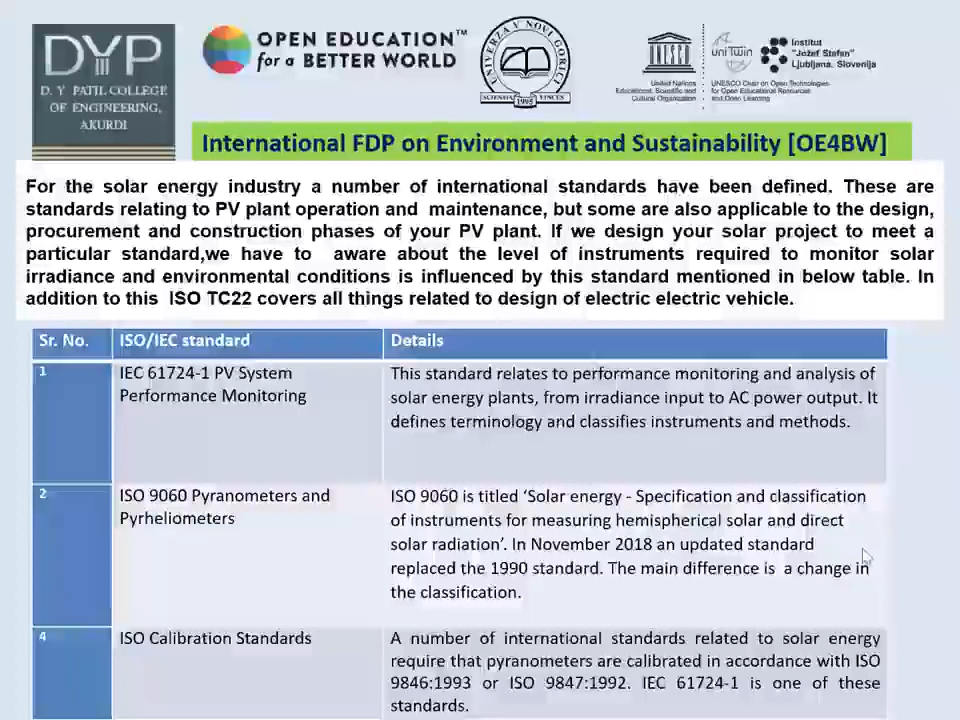 DYP
D. Y PATIL COLLEGE
OF ENGINEERING,
AKURDI
OPEN EDUCATION™
for a BETTER WORLD
UNIVERZA V NOVI GORICI
SCIENTIA VINCES
1995
United Nations
Educational, Scientific and
Cultural Organization
uniTwin
Institut
"Jožef Stefan"
Ljubljana, Slovenija
UNESCO Chair on Open Technologies
for Open Educational Resources
and Open Learning
International FDP on Environment and Sustainability [OE4BW]
For the solar energy industry a number of international standards have been defined. These are
standards relating to PV plant operation and maintenance, but some are also applicable to the design,
procurement and construction phases of your PV plant. If we design your solar project to meet a
particular standard,we have to aware about the level of instruments required to monitor solar
irradiance and environmental conditions is influenced by this standard mentioned in below table. In
addition to this ISO TC22 covers all things related to design of electric electric vehicle.
Sr. No. ISO/IEC standard Details
1 IEC 61724-1 PV System
Performance Monitoring
This standard relates to performance monitoring and analysis of
solar energy plants, from irradiance input to AC power output. It
defines terminology and classifies instruments and methods.
2 ISO 9060 Pyranometers and
Pyrheliometers
ISO 9060 is titled ‘Solar energy - Specification and classification
of instruments for measuring hemispherical solar and direct
solar radiation’. In November 2018 an updated standard
replaced the 1990 standard. The main difference is a change in
the classification.
4 ISO Calibration Standards
A number of international standards related to solar energy
require that pyranometers are calibrated in accordance with ISO
9846:1993 or ISO 9847:1992. IEC 61724-1 is one of these
standards.